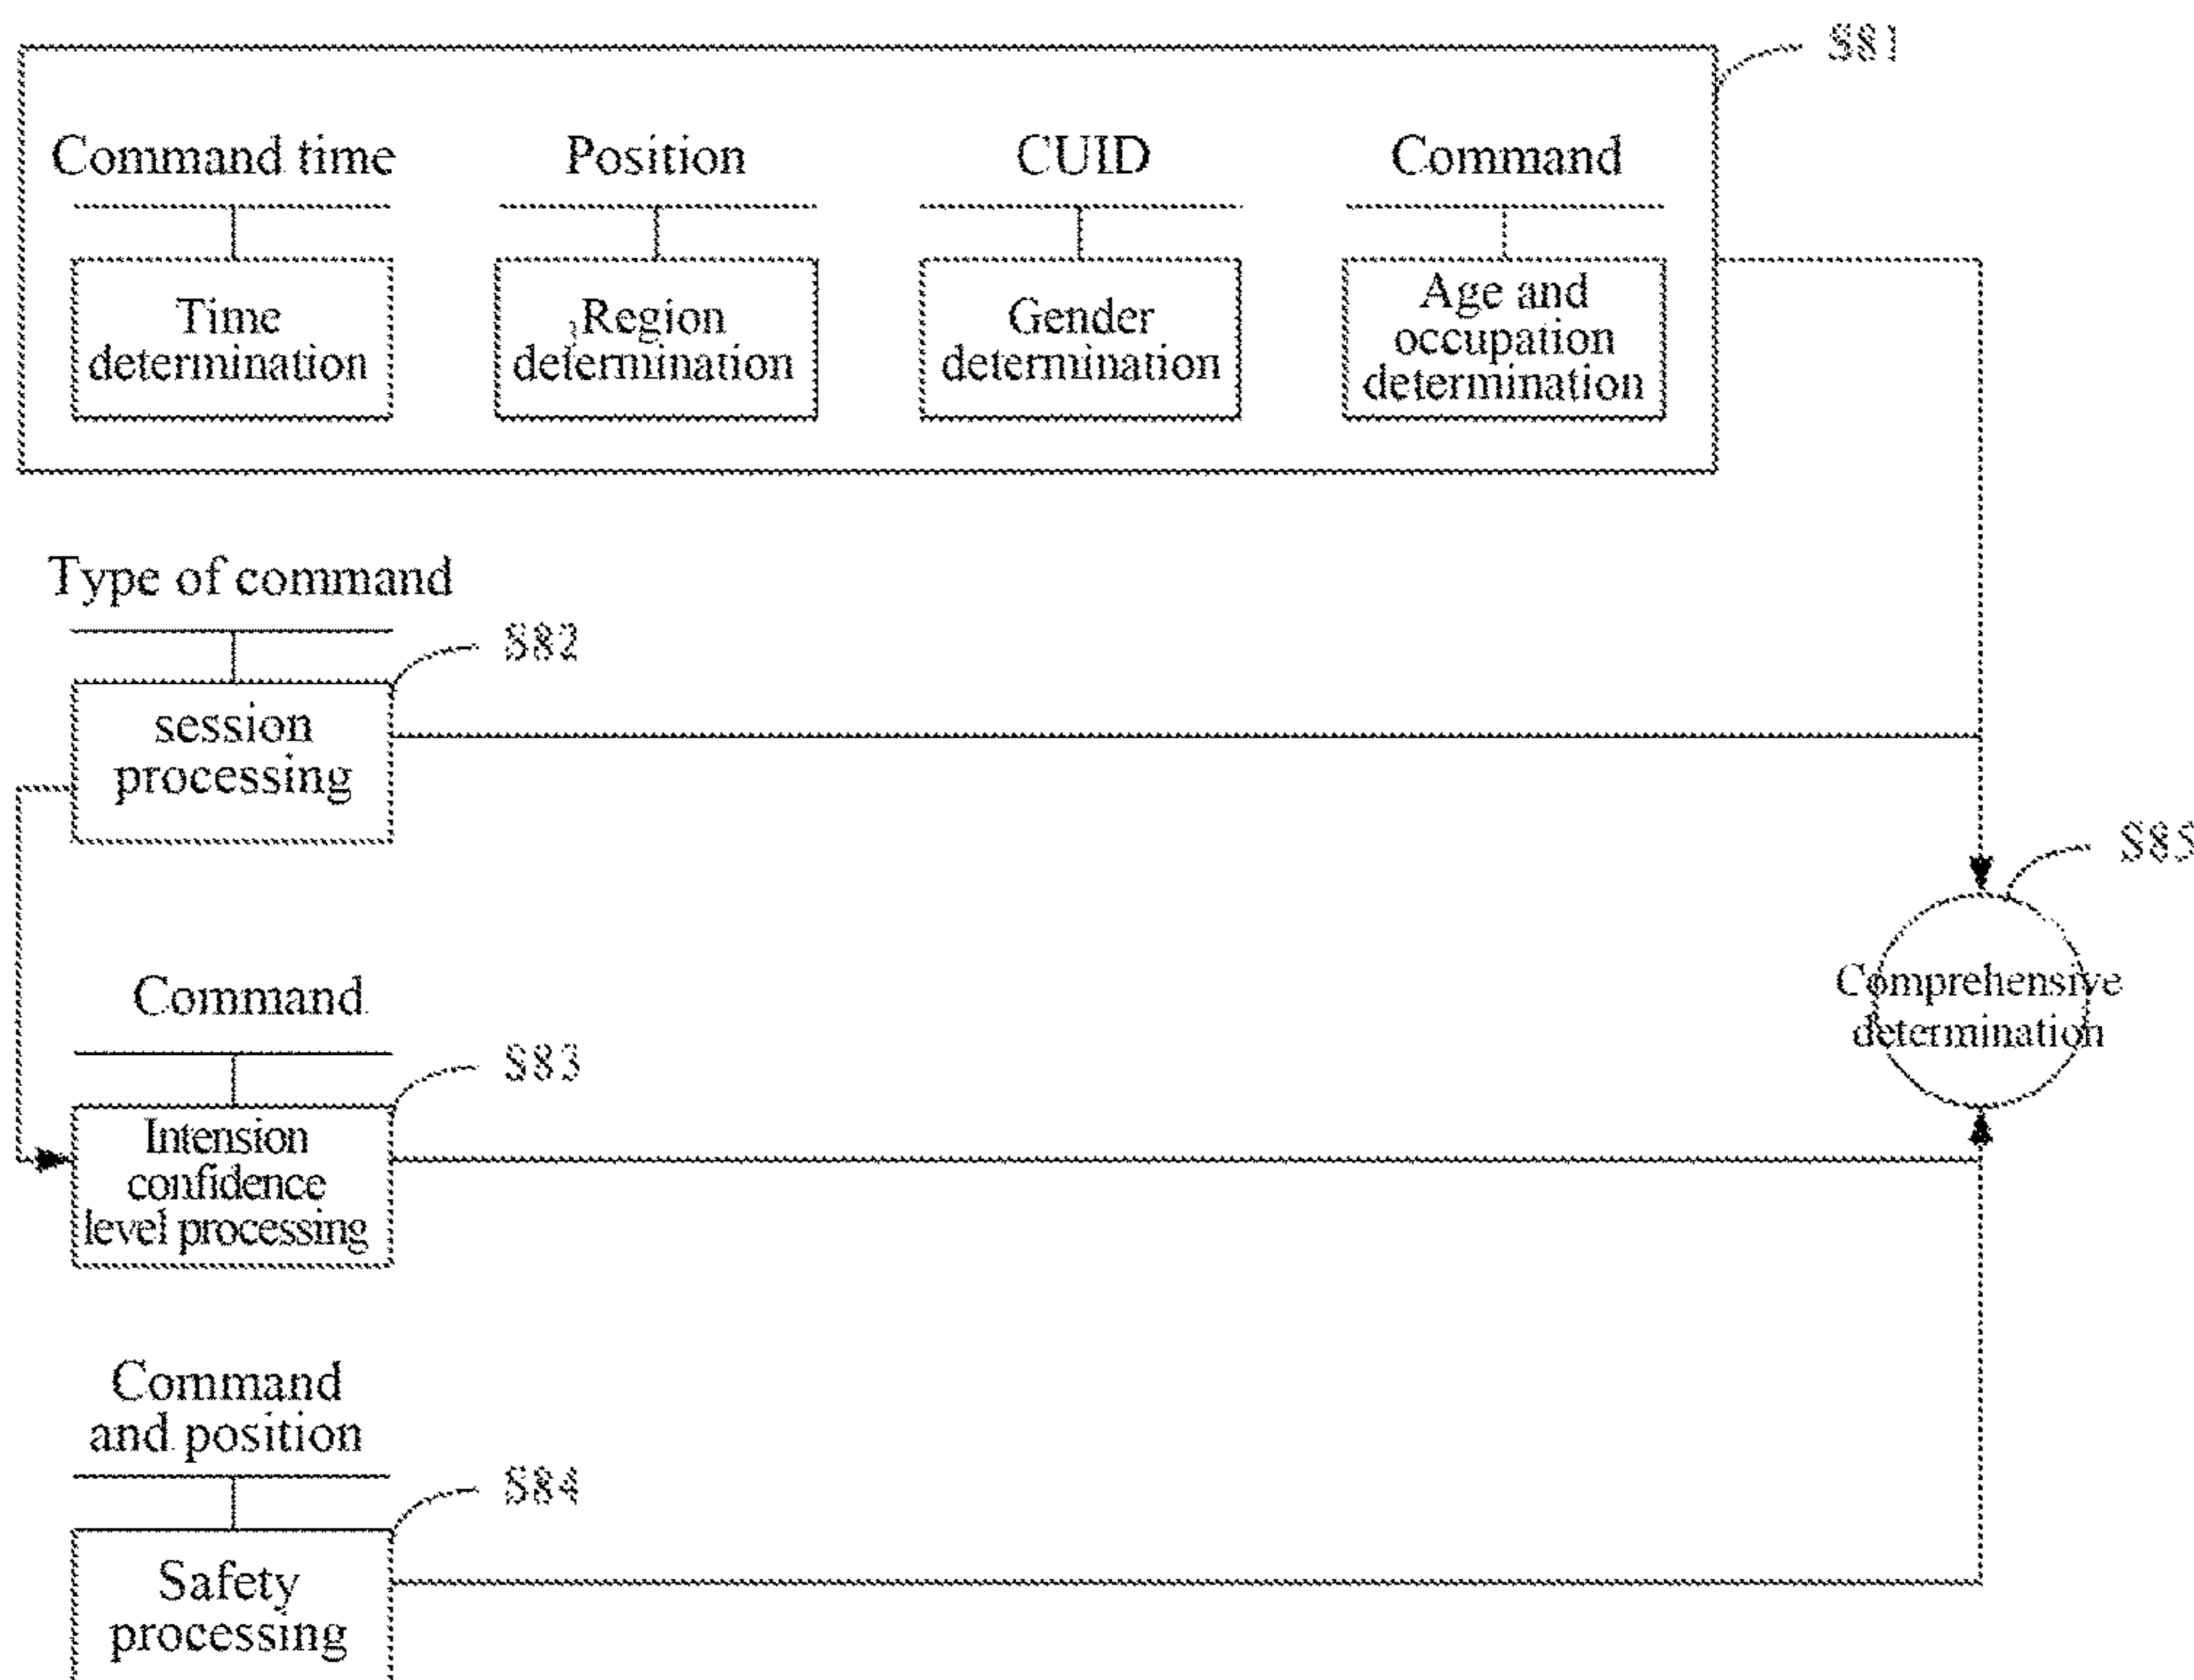 S81
Command time
Position
CUID
Command
Time
determination
Region
determination
Gender
determination
Age and
occupation
determination
Type of command
S82
session
processing
S85
Comprehensive
determination
Command
S83
Intension
confidence
level processing
Command
and position
S84
Safety
processing